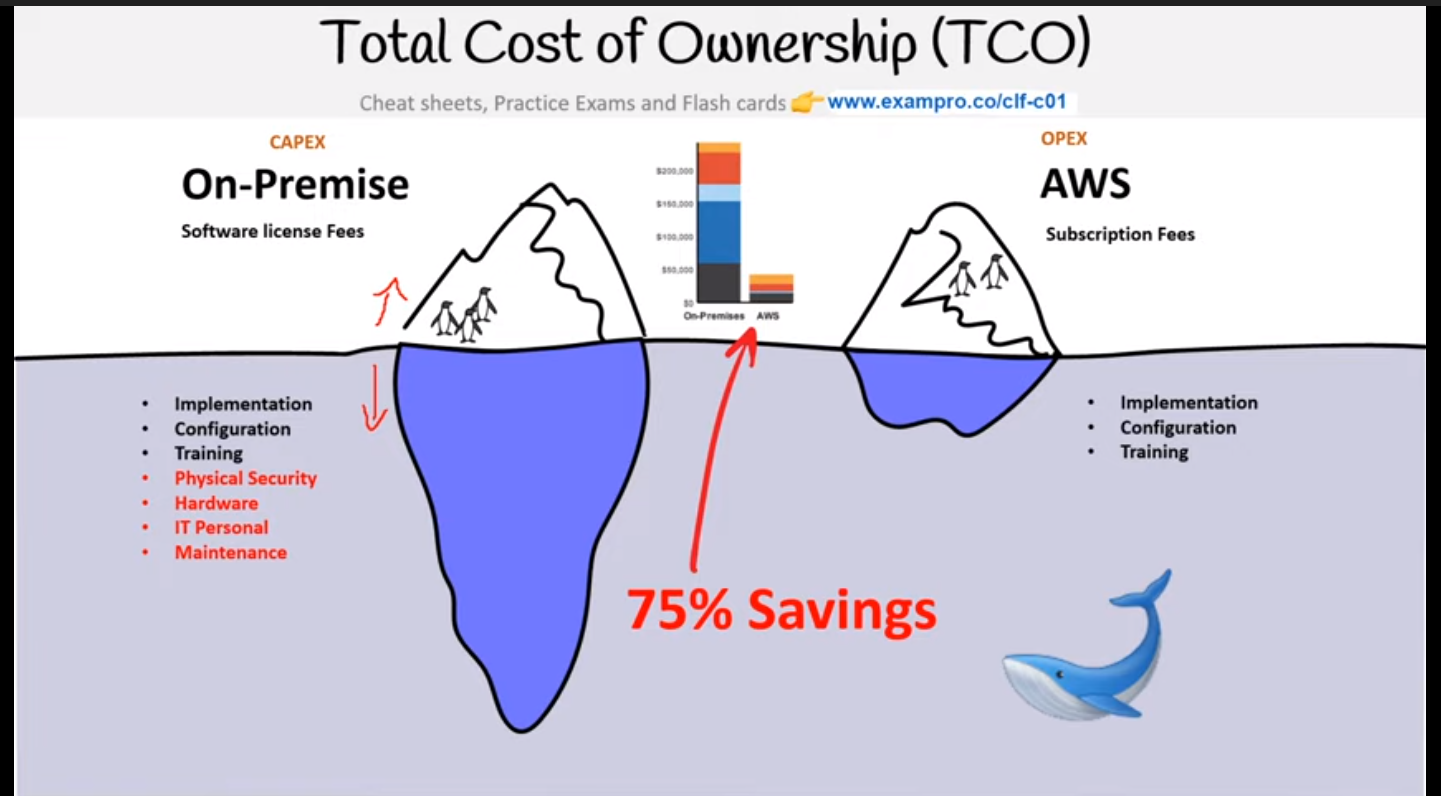 Total Cost of Ownership (TCO)
Cheat sheets, Practice Exams and Flash cards 👉 www.exampro.co/clf-c01
CAPEX
On-Premise
Software license Fees
$200,000
$150,000
$100,000
$50,000
$0
On-Premises AWS
OPEX
AWS
Subscription Fees
• Implementation
• Configuration
• Training
• Physical Security
• Hardware
• IT Personal
• Maintenance
• Implementation
• Configuration
• Training
75% Savings